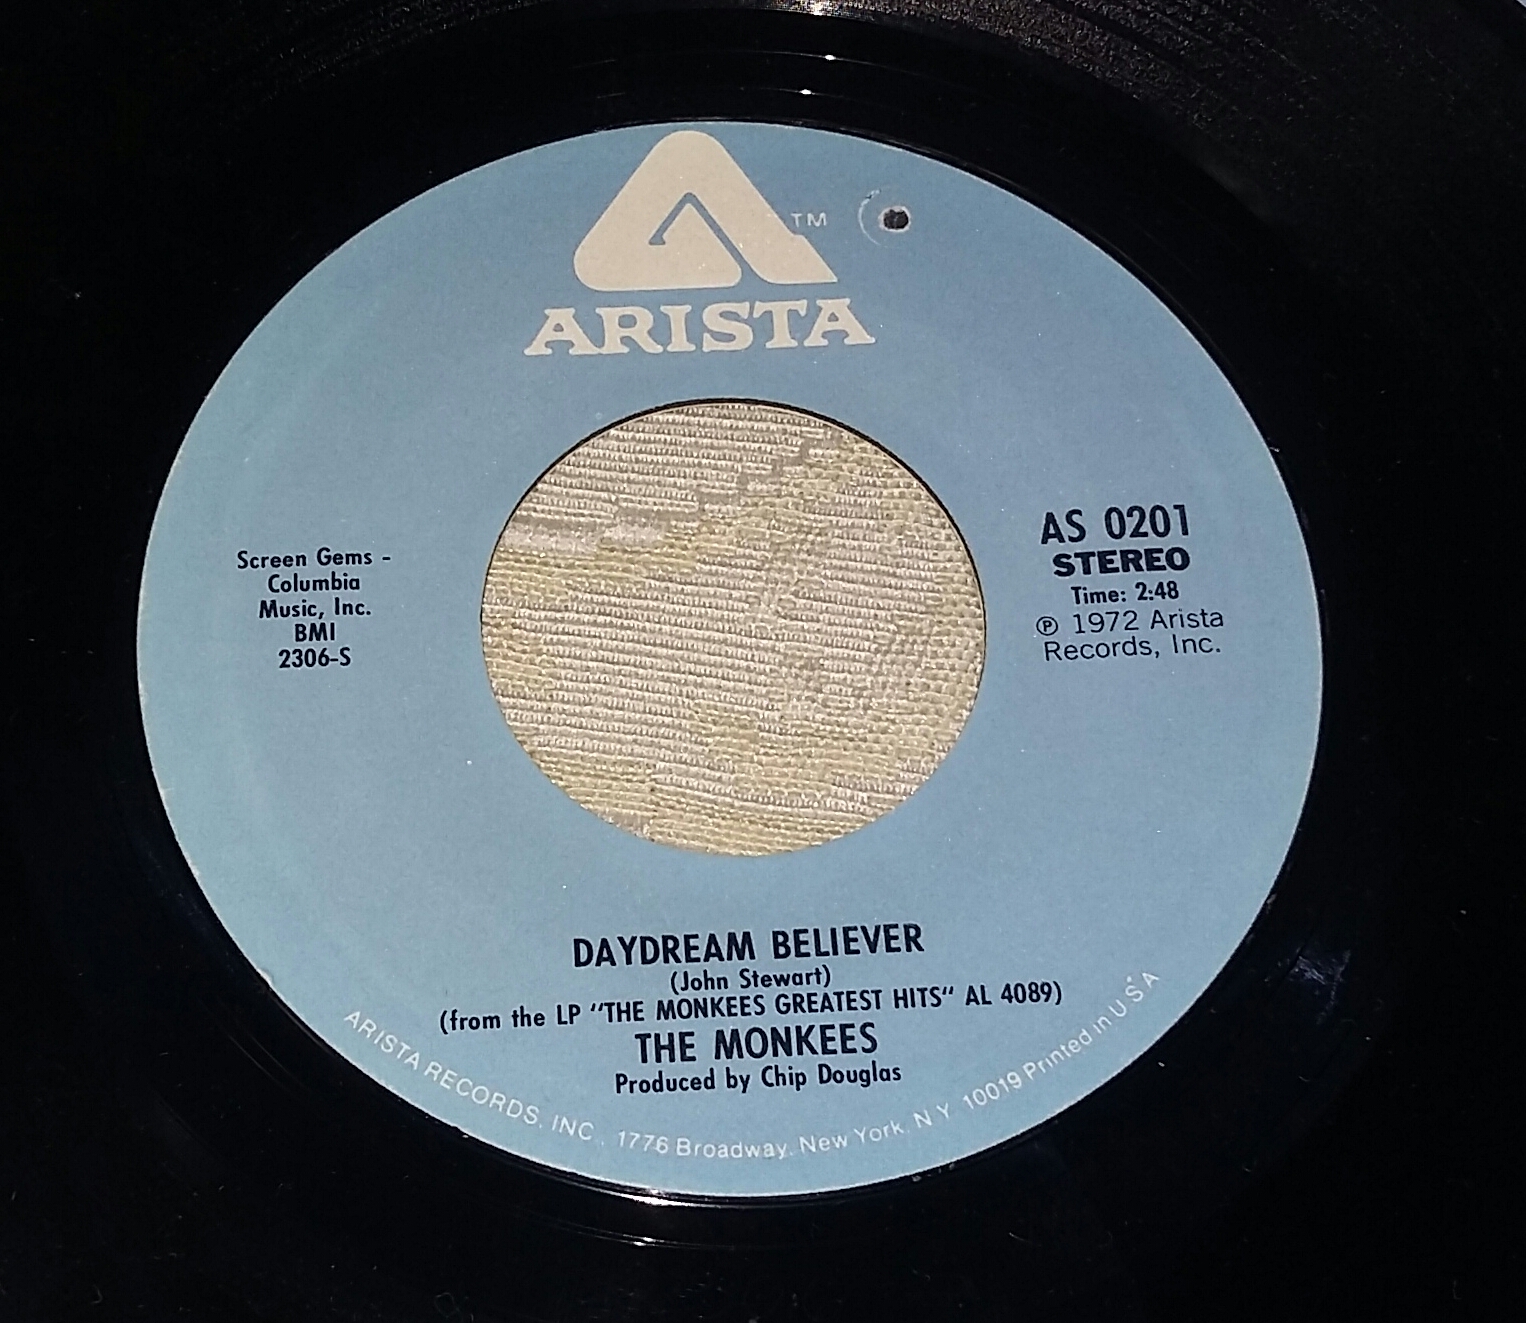 TM
ARISTA
Screen Gems -
Columbia
Music, Inc.
BMI
2306-S
AS 0201
STEREO
Time: 2:48
℗ 1972 Arista
Records, Inc.
DAYDREAM BELIEVER
(John Stewart)
(from the LP "THE MONKEES GREATEST HITS" AL 4089)
THE MONKEES
Produced by Chip Douglas
ARISTA RECORDS, INC., 1776 Broadway, New York, N.Y. 10019 Printed in U.S.A